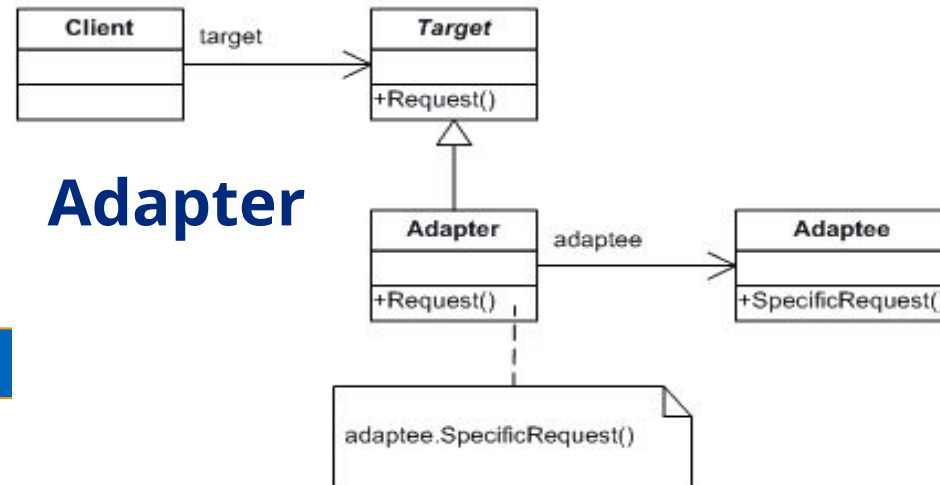 Client
target
Target
+Request()
Adapter
Adapter
adaptee
Adaptee
+Request()
+SpecificRequest()
adaptee.SpecificRequest()